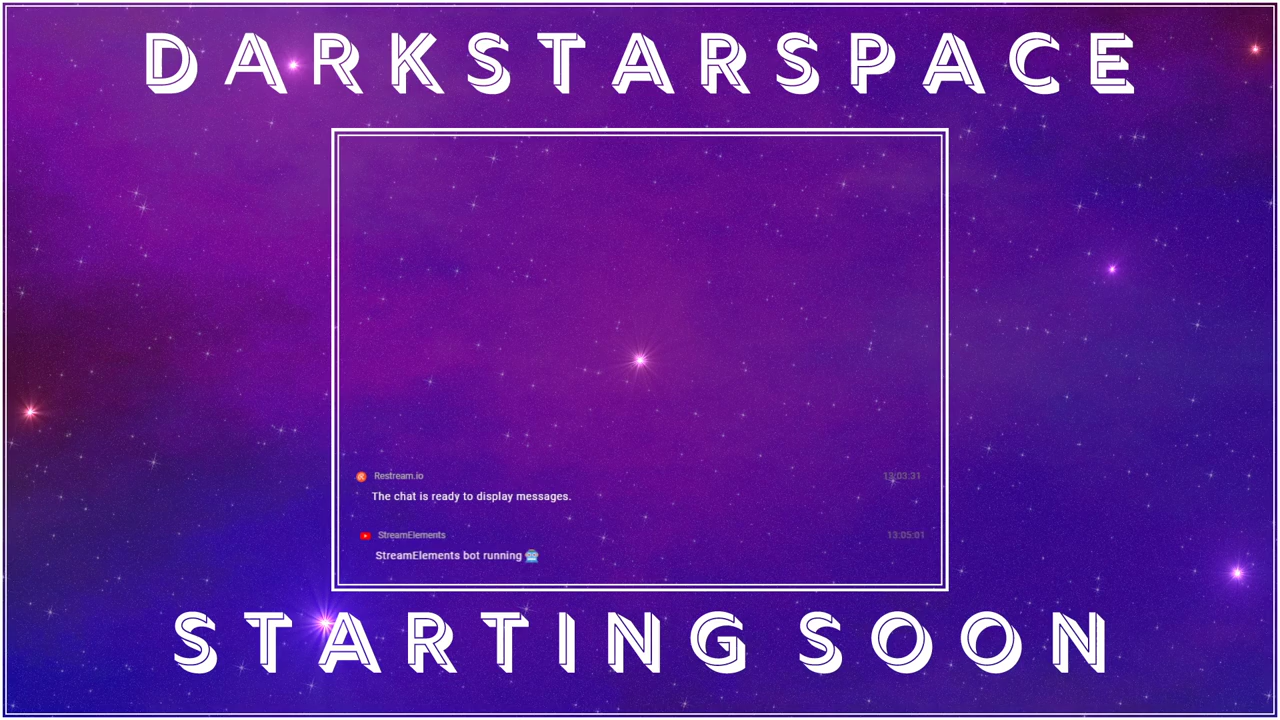 DARKSTARSPACE
Restream.io 13:03:31
The chat is ready to display messages.
StreamElements 13:05:01
StreamElements bot running
STARTING SOON